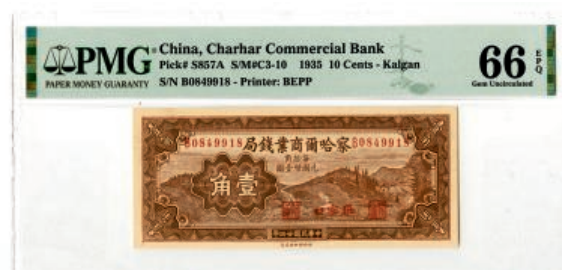 PMG
PAPER MONEY GUARANTY
China, Charhar Commercial Bank
Pick# S857A S/M#C3-10 1935 10 Cents - Kalgan
S/N B0849918 - Printer: BEPP
66 EPQ
Gem Uncirculated
B0849918 局錢業商爾哈察 B0849918
角壹